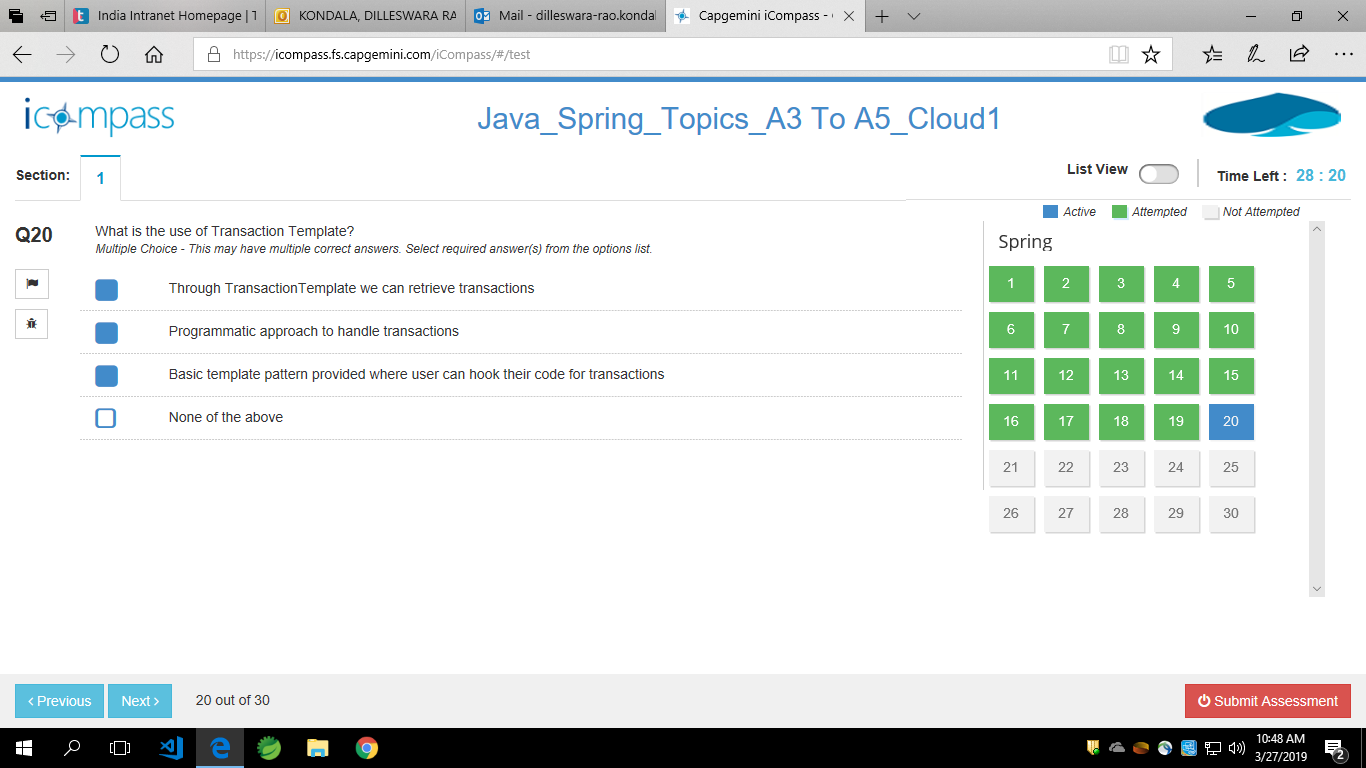 India Intranet Homepage | T
KONDALA, DILLESWARA RA
Mail - dilleswara-rao.kondal
Capgemini iCompass -
https://icompass.fs.capgemini.com/iCompass/#/test
icompass
Java_Spring_Topics_A3 To A5_Cloud1
Section: 1
List View
Time Left : 28 : 20
Active Attempted Not Attempted
Q20
What is the use of Transaction Template?
Multiple Choice - This may have multiple correct answers. Select required answer(s) from the options list.
Through TransactionTemplate we can retrieve transactions
Programmatic approach to handle transactions
Basic template pattern provided where user can hook their code for transactions
None of the above
Spring
1 2 3 4 5
6 7 8 9 10
11 12 13 14 15
16 17 18 19 20
21 22 23 24 25
26 27 28 29 30
Previous
Next
20 out of 30
Submit Assessment
10:48 AM
3/27/2019
2